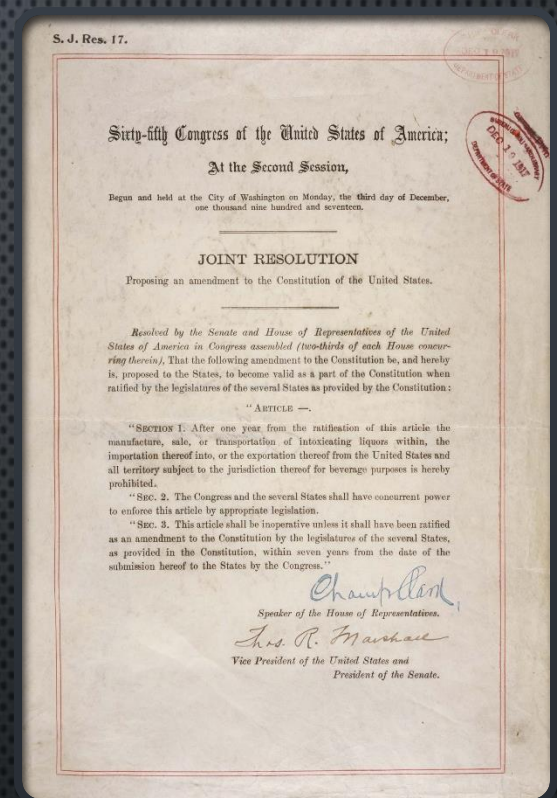 S. J. Res. 17.
Sixty-fifth Congress of the United States of America;
At the Second Session,
Begun and held at the City of Washington on Monday, the third day of December,
one thousand nine hundred and seventeen.
JOINT RESOLUTION
Proposing an amendment to the Constitution of the United States.
Resolved by the Senate and House of Representatives of the United
States of America in Congress assembled (two-thirds of each House concur-
ring therein), That the following amendment to the Constitution be, and hereby
is, proposed to the States, to become valid as a part of the Constitution when
ratified by the legislatures of the several States as provided by the Constitution:
"ARTICLE —.
"SECTION 1. After one year from the ratification of this article the
manufacture, sale, or transportation of intoxicating liquors within, the
importation thereof into, or the exportation thereof from the United States and
all territory subject to the jurisdiction thereof for beverage purposes is hereby
prohibited.
"SEC. 2. The Congress and the several States shall have concurrent power
to enforce this article by appropriate legislation.
"SEC. 3. This article shall be inoperative unless it shall have been ratified
as an amendment to the Constitution by the legislatures of the several States,
as provided in the Constitution, within seven years from the date of the
submission hereof to the States by the Congress."
Champ Clark
Speaker of the House of Representatives.
Thos. R. Marshall
Vice President of the United States and
President of the Senate.
DEC 19 1917
DEPARTMENT OF STATE
DEPARTMENT OF STATE